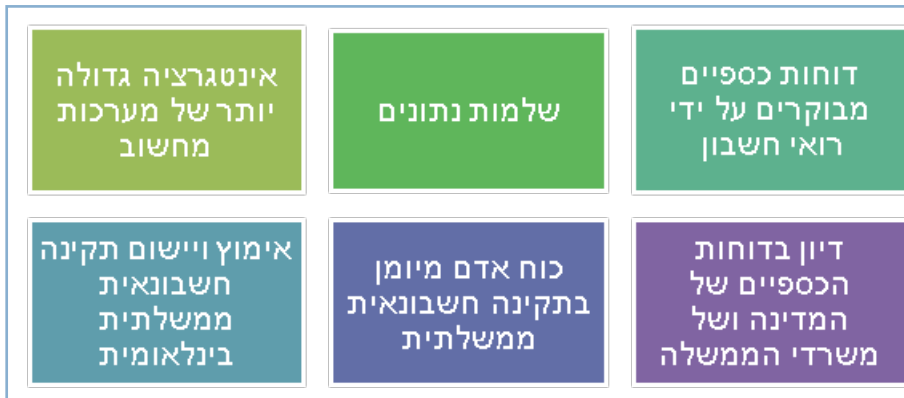 דוחות כספיים
מבוקרים על ידי
רואי חשבון
שלמות נתונים
אינטגרציה גדולה
יותר של מערכות
מחשוב
דיון בדוחות
הכספיים של
המדינה ושל
משרדי הממשלה
כוח אדם מיומן
בתקינה חשבונאית
ממשלתית
אימוץ ויישום תקינה
חשבונאית
ממשלתית
בינלאומית